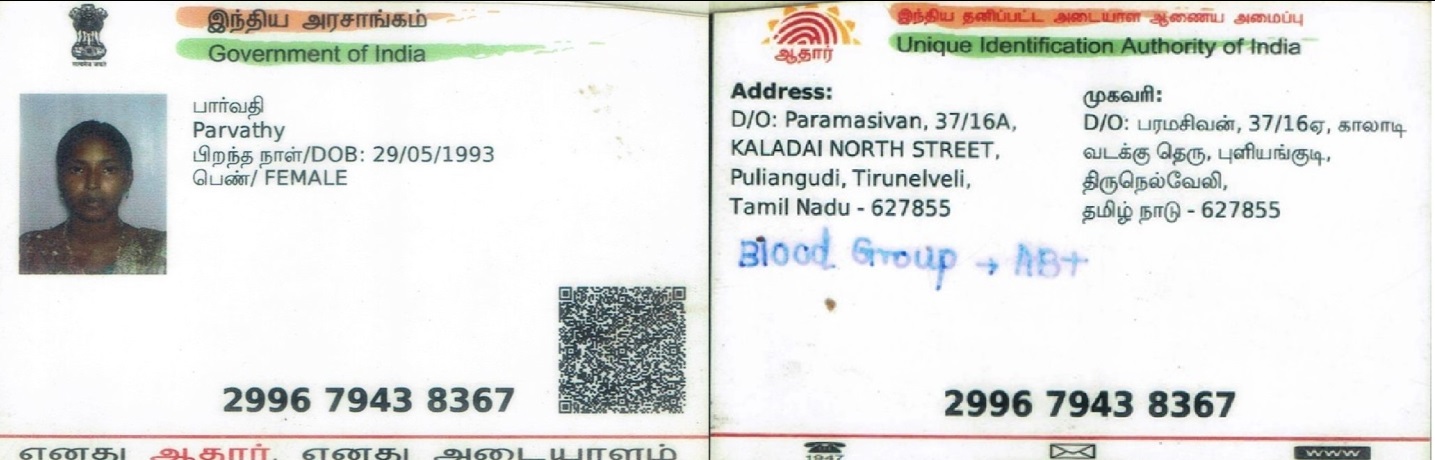 இந்திய அரசாங்கம்
Government of India
பார்வதி
Parvathy
பிறந்த நாள்/DOB: 29/05/1993
பெண்/ FEMALE
2996 7943 8367
எனது ஆதார், எனது அடையாளம்
இந்திய தனிப்பட்ட அடையாள ஆணைய அமைப்பு
Unique Identification Authority of India
ஆதார்
Address:
D/O: Paramasivan, 37/16A,
KALADAI NORTH STREET,
Puliangudi, Tirunelveli,
Tamil Nadu - 627855
முகவரி:
D/O: பரமசிவன், 37/16ஏ, காலாடி
வடக்கு தெரு, புளியங்குடி,
திருநெல்வேலி,
தமிழ் நாடு - 627855
Blood Group → AB+
2996 7943 8367
1947
www